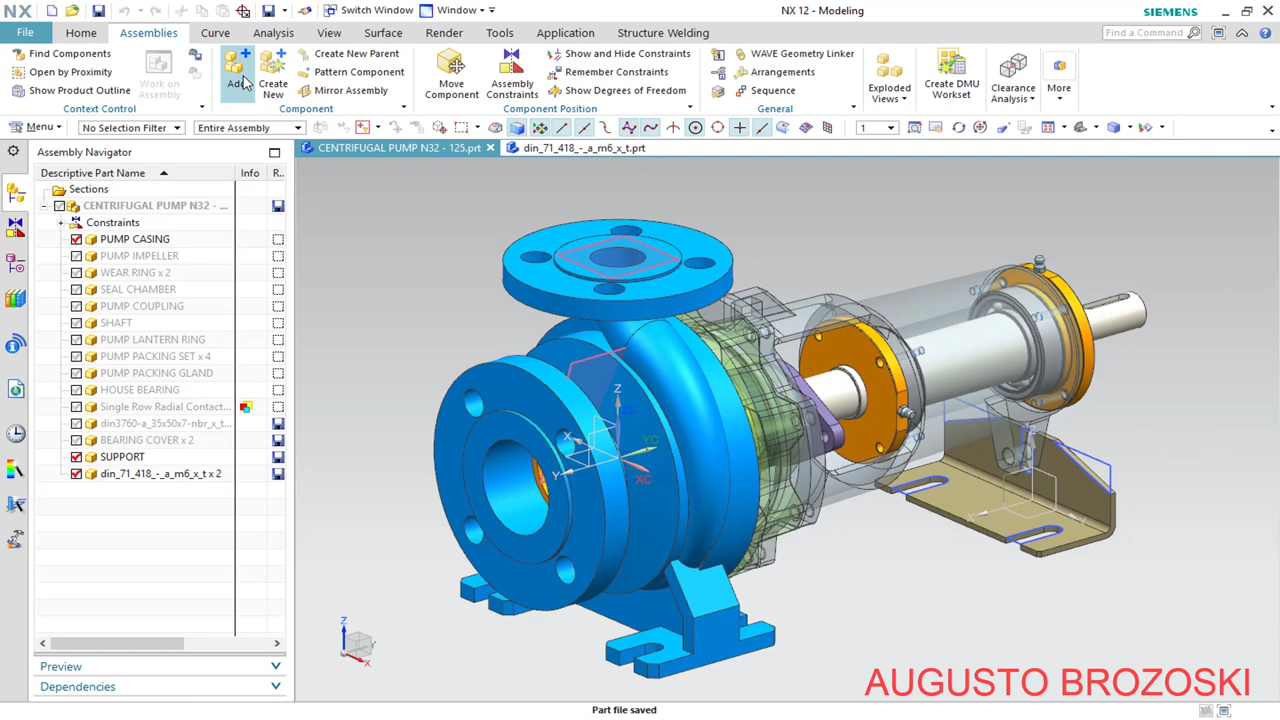 NX Switch Window Window NX 12 - Modeling SIEMENS
File Home Assemblies Curve Analysis View Surface Render Tools Application Structure Welding Find a Command
Find Components
Open by Proximity
Show Product Outline
Context Control
Work on Assembly
Add
Create New
Create New Parent
Pattern Component
Mirror Assembly
Component
Move Component
Assembly Constraints
Show and Hide Constraints
Remember Constraints
Show Degrees of Freedom
Component Position
WAVE Geometry Linker
Arrangements
Sequence
General
Exploded Views
Create DMU Workset
Clearance Analysis
More
Menu No Selection Filter Entire Assembly 1
Assembly Navigator
CENTRIFUGAL PUMP N32 - 125.prt din_71_418_-_a_m6_x_t.prt
Descriptive Part Name Info R..
Sections
CENTRIFUGAL PUMP N32 - ...
Constraints
PUMP CASING
PUMP IMPELLER
WEAR RING x 2
SEAL CHAMBER
PUMP COUPLING
SHAFT
PUMP LANTERN RING
PUMP PACKING SET x 4
PUMP PACKING GLAND
HOUSE BEARING
Single Row Radial Contact...
din3760-a_35x50x7-nbr_x_t...
BEARING COVER x 2
SUPPORT
din_71_418_-_a_m6_x_t x 2
Z
ZC
X
YC
Y
XC
X
Y
Z
Y
X
Preview
Dependencies
AUGUSTO BROZOSKI
Part file saved